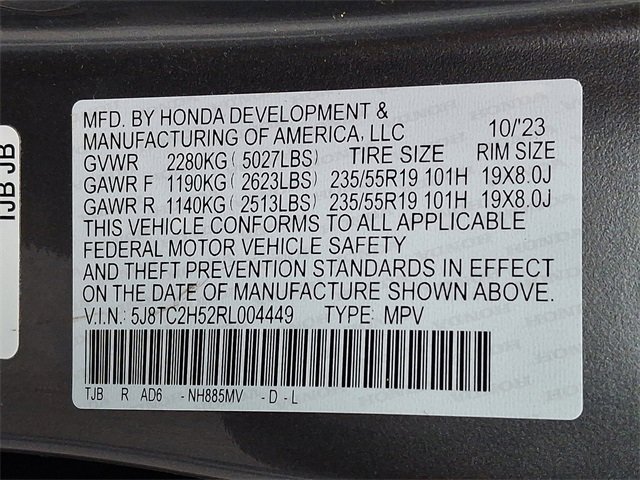 MFD. BY HONDA DEVELOPMENT &
MANUFACTURING OF AMERICA, LLC 10/'23
GVWR 2280KG ( 5027LBS) TIRE SIZE RIM SIZE
GAWR F 1190KG ( 2623LBS) 235/55R19 101H 19X8.0J
GAWR R 1140KG ( 2513LBS) 235/55R19 101H 19X8.0J
THIS VEHICLE CONFORMS TO ALL APPLICABLE
FEDERAL MOTOR VEHICLE SAFETY
AND THEFT PREVENTION STANDARDS IN EFFECT
ON THE DATE OF MANUFACTURE SHOWN ABOVE.
V.I.N.: 5J8TC2H52RL004449 TYPE: MPV
TJB R AD6 - NH885MV - D - L
TJB JB